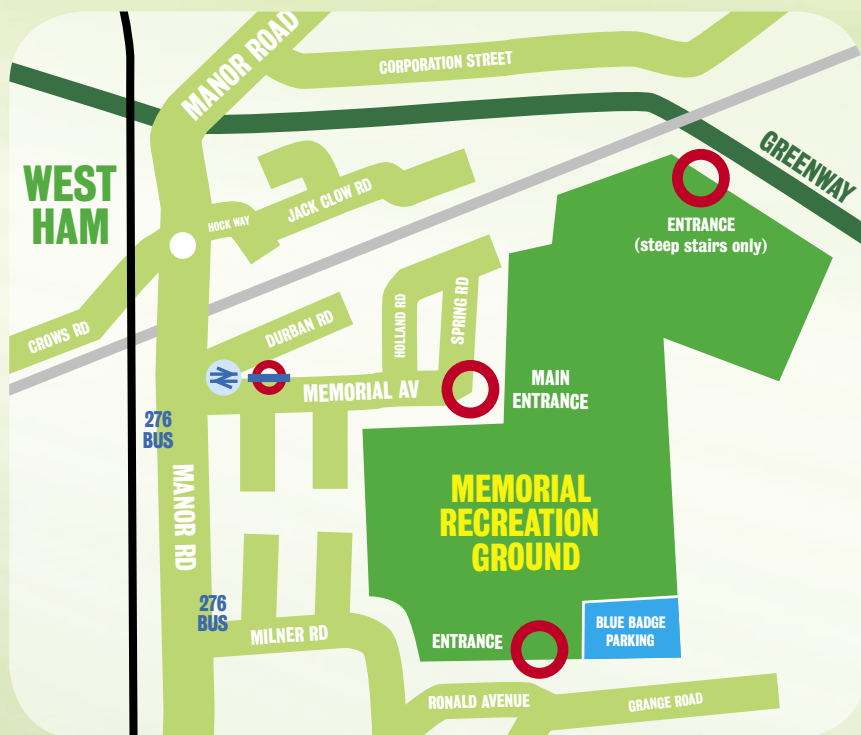 MANOR ROAD
CORPORATION STREET
GREENWAY
WEST
HAM
JACK CLOW RD
HOCK WAY
ENTRANCE
(steep stairs only)
CROWS RD
DURBAN RD
HOLLAND RD
SPRING RD
MEMORIAL AV
MAIN
ENTRANCE
276
BUS
MANOR RD
MEMORIAL
RECREATION
GROUND
276
BUS
MILNER RD
ENTRANCE
BLUE BADGE
PARKING
RONALD AVENUE
GRANGE ROAD